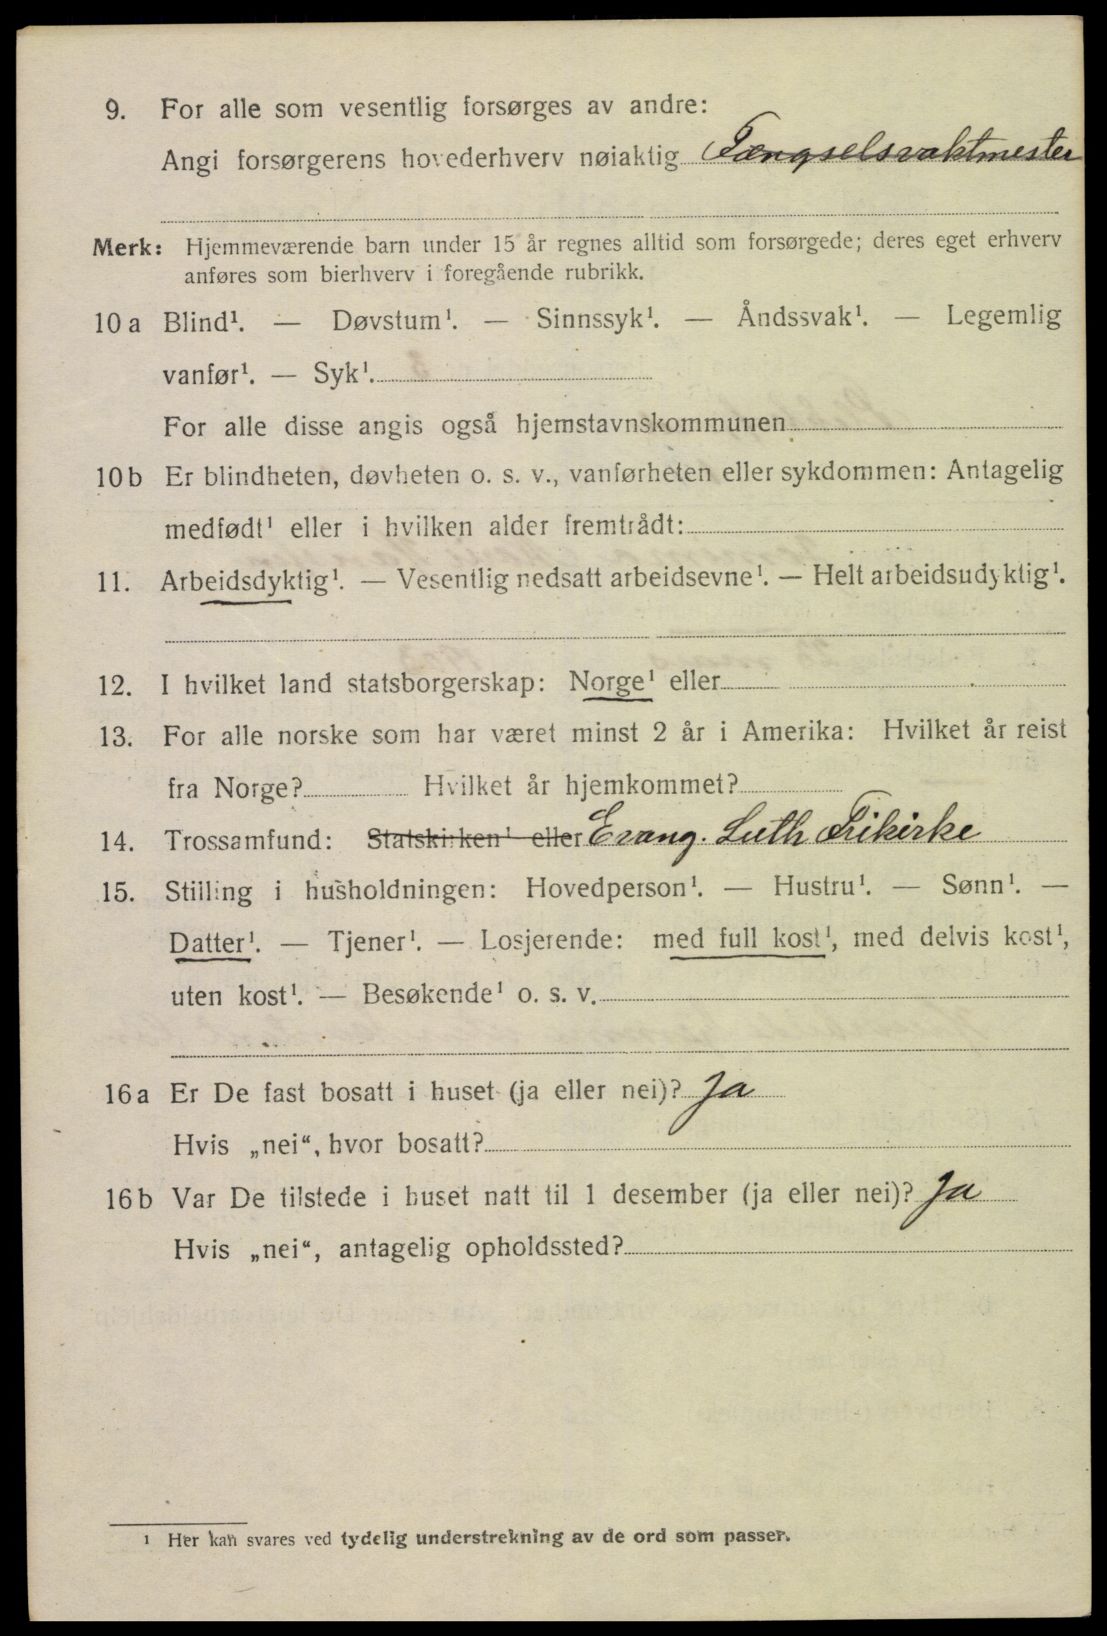 9. For alle som vesentlig forsørges av andre:
Angi forsørgerens hovederhverv nøiaktig Fængselsvaktmester
Merk: Hjemmeværende barn under 15 år regnes alltid som forsørgede; deres eget erhverv
anføres som bierhverv i foregående rubrikk.
10 a Blind¹. — Døvstum¹. — Sinnssyk¹. — Åndssvak¹. — Legemlig
vanfør¹. — Syk¹.
For alle disse angis også hjemstavnskommunen
10 b Er blindheten, døvheten o. s. v., vanførheten eller sykdommen: Antagelig
medfødt¹ eller i hvilken alder fremtrådt:
11. Arbeidsdyktig¹. — Vesentlig nedsatt arbeidsevne¹. — Helt arbeidsudyktig¹.
12. I hvilket land statsborgerskap: Norge¹ eller
13. For alle norske som har været minst 2 år i Amerika: Hvilket år reist
fra Norge? Hvilket år hjemkommet?
14. Trossamfund: Statskirken¹ eller Evang. Luth Frikirke
15. Stilling i husholdningen: Hovedperson¹. — Hustru¹. — Sønn¹. —
Datter¹. — Tjener¹. — Losjerende: med full kost¹, med delvis kost¹,
uten kost¹. — Besøkende¹ o. s. v.
16 a Er De fast bosatt i huset (ja eller nei)? Ja
Hvis „nei“, hvor bosatt?
16 b Var De tilstede i huset natt til 1 desember (ja eller nei)? Ja
Hvis „nei“, antagelig opholdssted?
¹ Her kan svares ved tydelig understrekning av de ord som passer.